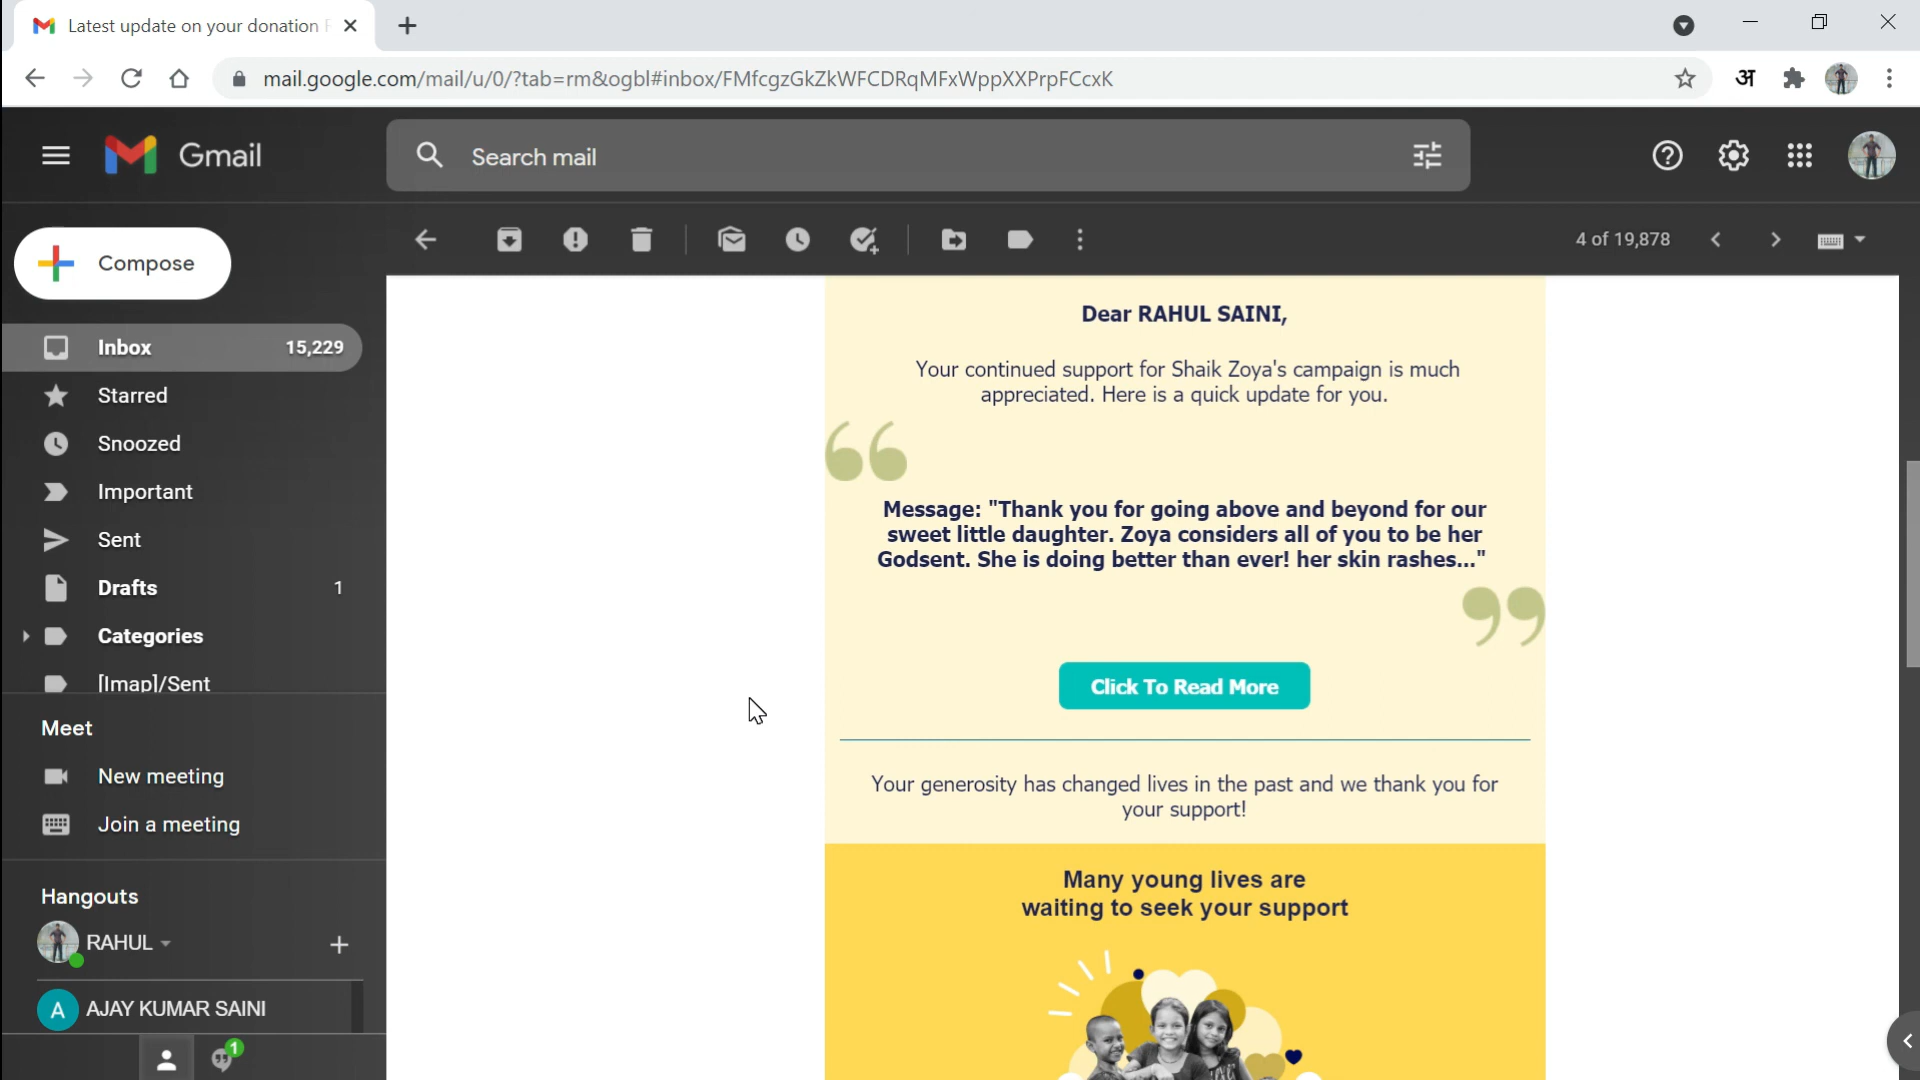 Latest update on your donation
mail.google.com/mail/u/0/?tab=rm&ogbl#inbox/FMfcgzGkZkWFCDRqMFxWppXXPrpFCcxK
अ
Gmail
Search mail
Compose
4 of 19,878
Inbox 15,229
Starred
Snoozed
Important
Sent
Drafts 1
Categories
[Imap]/Sent
Meet
New meeting
Join a meeting
Hangouts
RAHUL
A AJAY KUMAR SAINI
1
Dear RAHUL SAINI,
Your continued support for Shaik Zoya's campaign is much
appreciated. Here is a quick update for you.
Message: "Thank you for going above and beyond for our
sweet little daughter. Zoya considers all of you to be her
Godsent. She is doing better than ever! her skin rashes..."
Click To Read More
Your generosity has changed lives in the past and we thank you for
your support!
Many young lives are
waiting to seek your support